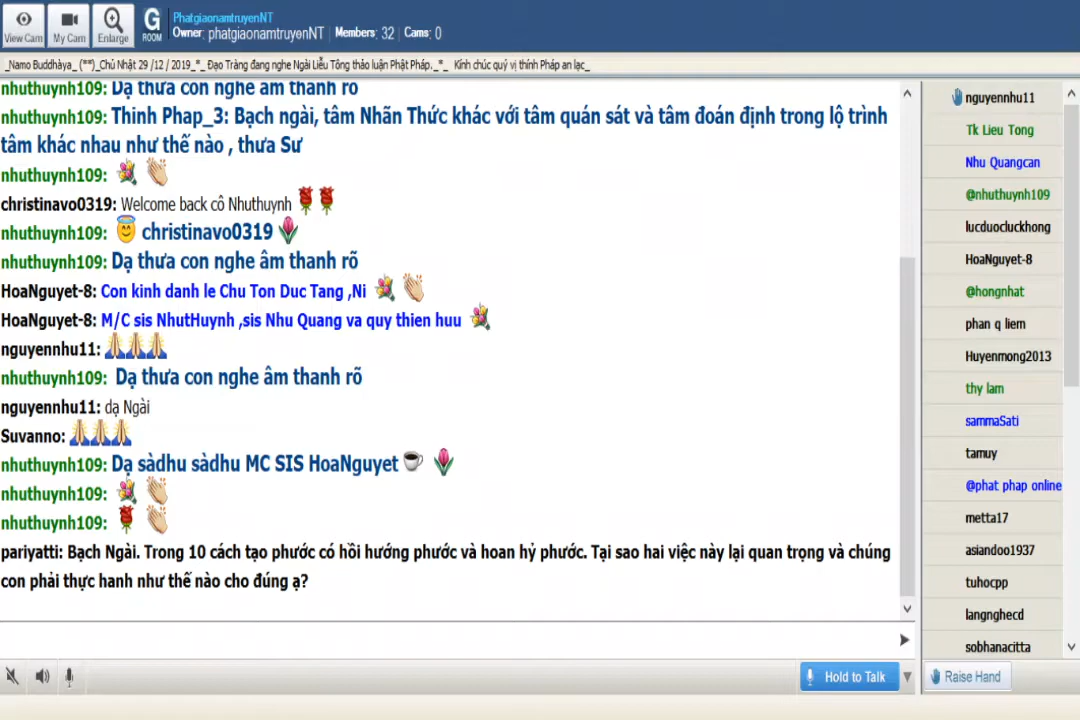 View Cam
My Cam
Enlarge
G
ROOM
PhatgiaonamtruyenNT
Owner: phatgiaonamtruyenNT Members: 32 Cams: 0
_Namo Buddhàya_ (**)_Chủ Nhật 29 /12 / 2019_*_ Đạo Tràng đang nghe Ngài Liễu Tông thảo luận Phật Pháp._*_ Kính chúc quý vị thính Pháp an lạc_
nhuthuynh109: Dạ thưa con nghe âm thanh rõ
nhuthuynh109: Thinh Phap_3: Bạch ngài, tâm Nhãn Thức khác với tâm quán sát và tâm đoán định trong lộ trình
tâm khác nhau như thế nào , thưa Sư
nhuthuynh109:
christinavo0319: Welcome back cô Nhuthuynh
nhuthuynh109: christinavo0319
nhuthuynh109: Dạ thưa con nghe âm thanh rõ
HoaNguyet-8: Con kinh danh le Chu Ton Duc Tang ,Ni
HoaNguyet-8: M/C sis NhutHuynh ,sis Nhu Quang va quy thien huu
nguyennhu11:
nhuthuynh109: Dạ thưa con nghe âm thanh rõ
nguyennhu11: dạ Ngài
Suvanno:
nhuthuynh109: Dạ sàdhu sàdhu MC SIS HoaNguyet
nhuthuynh109:
nhuthuynh109:
pariyatti: Bạch Ngài. Trong 10 cách tạo phước có hồi hướng phước và hoan hỷ phước. Tại sao hai việc này lại quan trọng và chúng
con phải thực hanh như thế nào cho đúng ạ?
nguyennhu11
Tk Lieu Tong
Nhu Quangcan
@nhuthuynh109
lucduocluckhong
HoaNguyet-8
@hongnhat
phan q liem
Huyenmong2013
thy lam
sammaSati
tamuy
@phat phap online
metta17
asiandoo1937
tuhocpp
langnghecd
sobhanacitta
Hold to Talk
Raise Hand